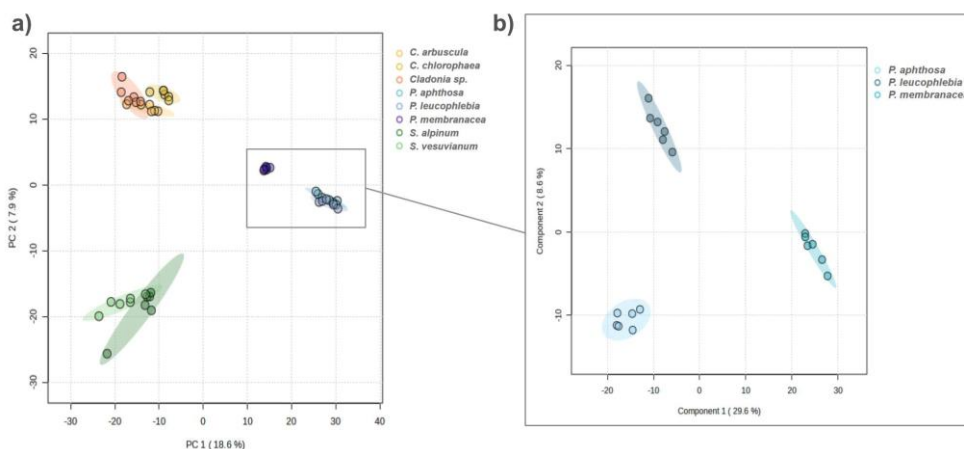 a)
20
10
0
-10
-20
-30
PC 2 ( 7.9 %)
-30
-20
-10
0
10
20
30
40
PC 1 ( 18.6 %)
C. arbuscula
C. chlorophaea
Cladonia sp.
P. aphthosa
P. leucophlebia
P. membranacea
S. alpinum
S. vesuvianum
b)
20
10
0
-10
Component 2 ( 8.6 %)
-20
-10
0
10
20
30
Component 1 ( 29.6 %)
P. aphthosa
P. leucophlebia
P. membranacea